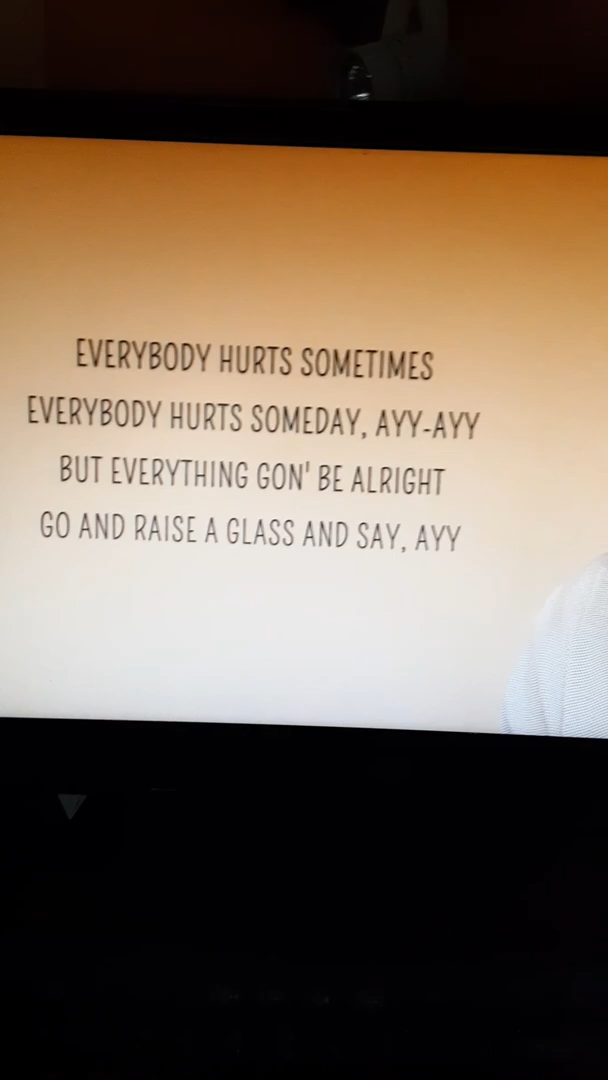 EVERYBODY HURTS SOMETIMES
EVERYBODY HURTS SOMEDAY, AYY-AYY
BUT EVERYTHING GON' BE ALRIGHT
GO AND RAISE A GLASS AND SAY, AYY